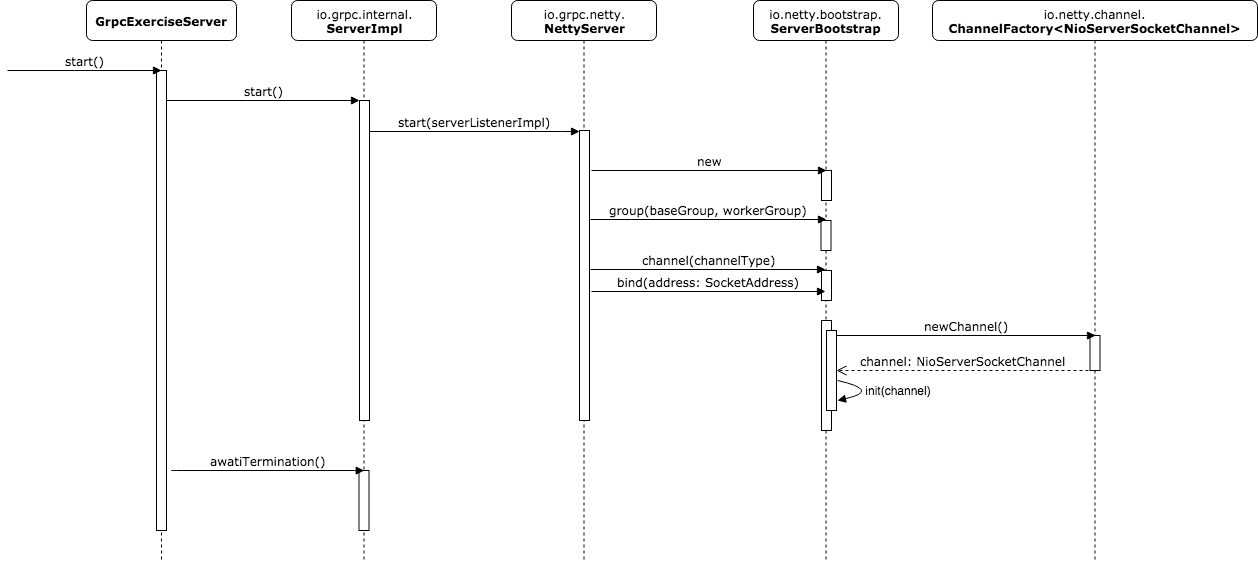 GrpcExerciseServer
io.grpc.internal.
ServerImpl
io.grpc.netty.
NettyServer
io.netty.bootstrap.
ServerBootstrap
io.netty.channel.
ChannelFactory<NioServerSocketChannel>
start()
start()
start(serverListenerImpl)
new
group(baseGroup, workerGroup)
channel(channelType)
bind(address: SocketAddress)
newChannel()
channel: NioServerSocketChannel
init(channel)
awatiTermination()